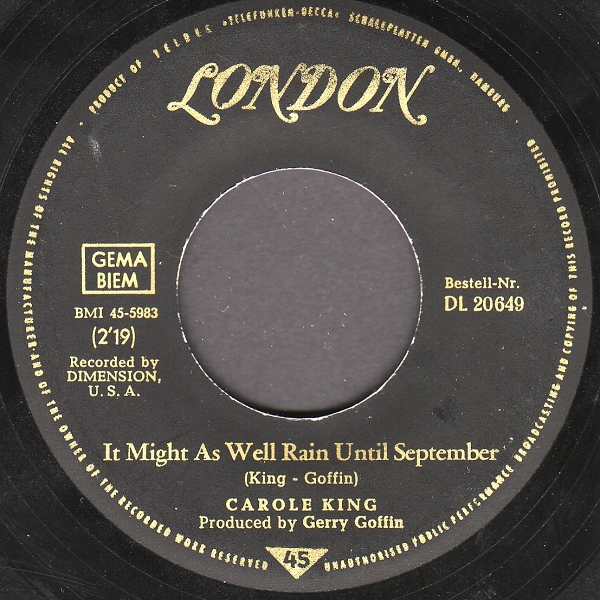 PRODUCT OF TELDEC »TELEFUNKEN-DECCA« SCHALLPLATTEN GMBH., HAMBURG ·
LONDON
GEMA
BIEM
BMI 45-5983
(2'19)
Recorded by
DIMENSION,
U. S. A.
Bestell-Nr.
DL 20649
It Might As Well Rain Until September
(King - Goffin)
CAROLE KING
Produced by Gerry Goffin
45
ALL RIGHTS OF THE MANUFACTURER AND OF THE OWNER OF THE RECORDED WORK RESERVED
UNAUTHORISED PUBLIC PERFORMANCE BROADCASTING AND COPYING OF THIS RECORD PROHIBITED